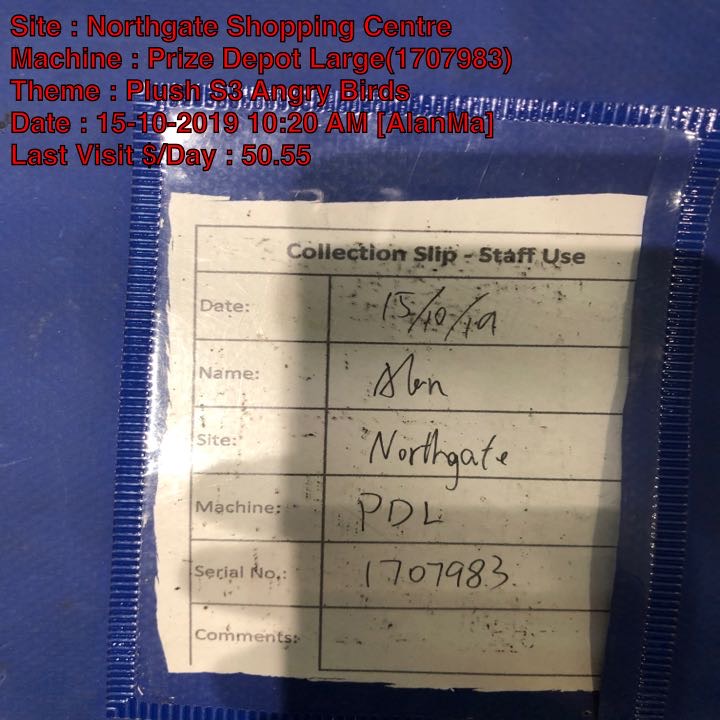 Site : Northgate Shopping Centre
Machine : Prize Depot Large(1707983)
Theme : Plush S3 Angry Birds
Date : 15-10-2019 10:20 AM [AlanMa]
Last Visit $/Day : 50.55
Collection Slip - Staff Use
Date: 15/10/19
Name: Alan
Site: Northgate
Machine: PDL
Serial No.: 1707983
Comments: